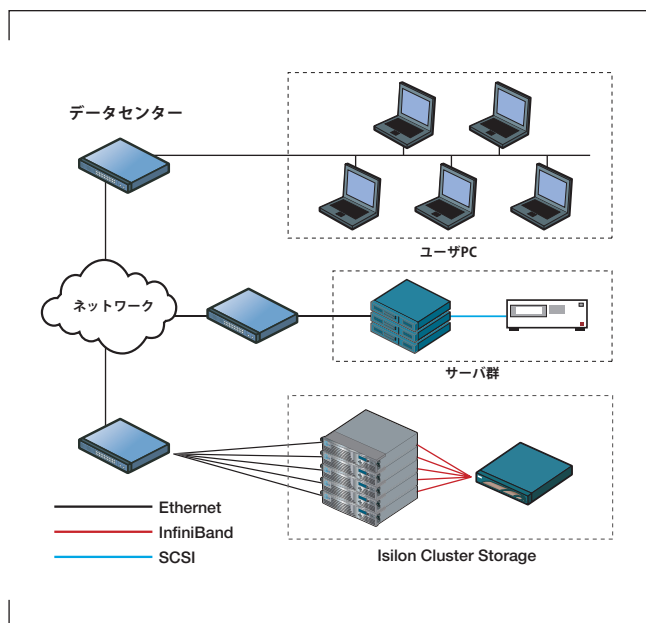 データセンター
ユーザPC
ネットワーク
サーバ群
Ethernet
InfiniBand
SCSI
Isilon Cluster Storage